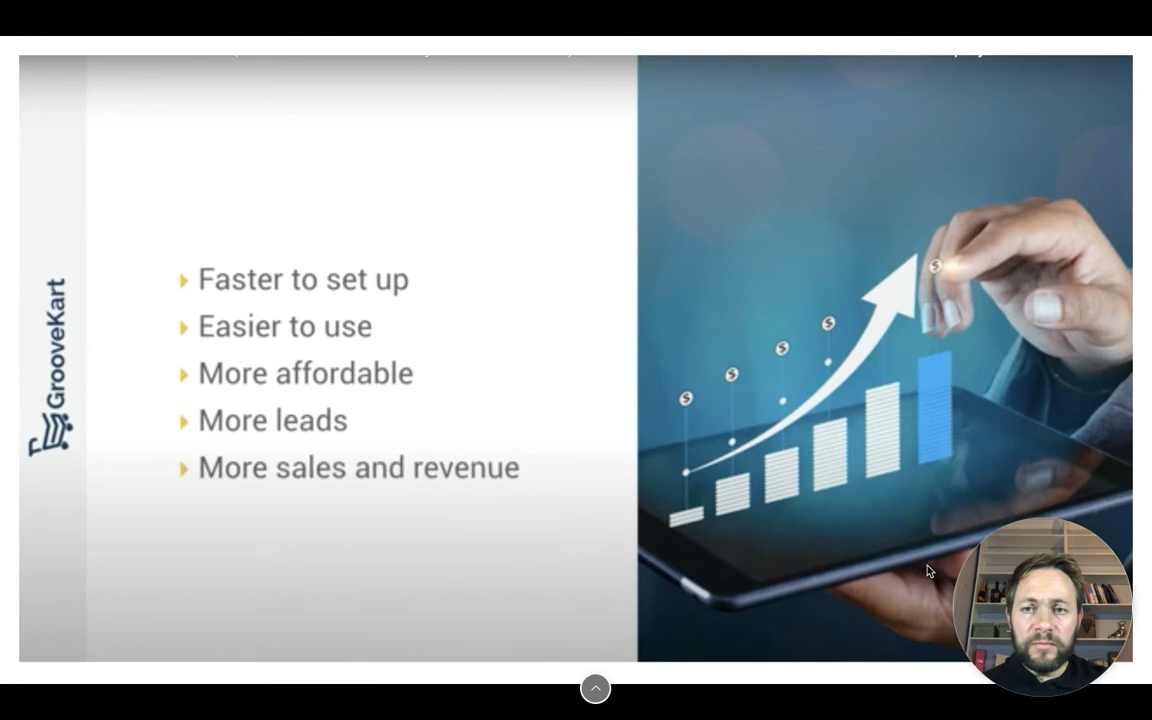 GrooveKart
Faster to set up
Easier to use
More affordable
More leads
More sales and revenue